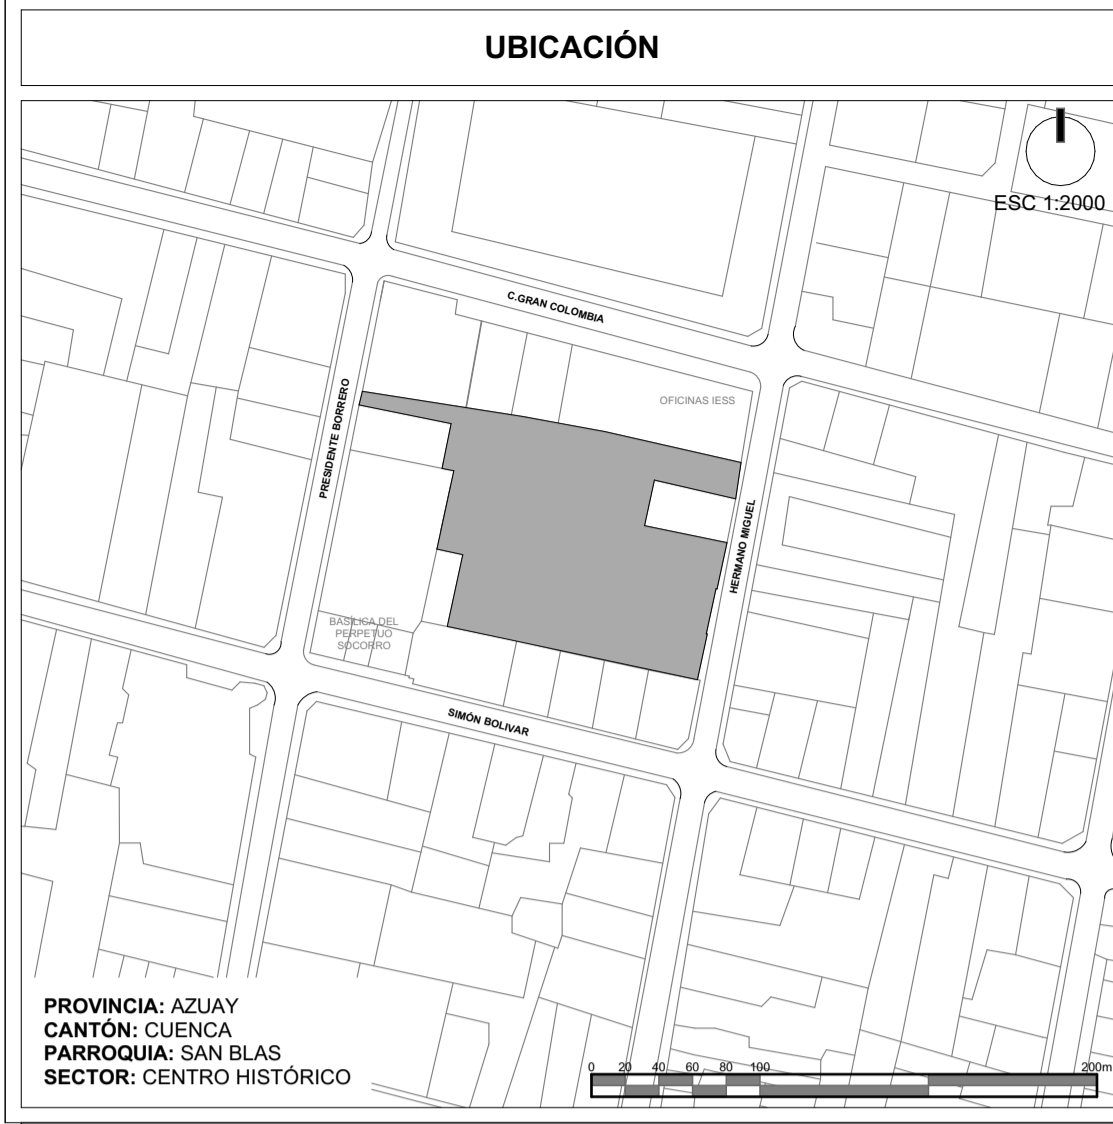 UBICACIÓN
ESC 1:2000
C.GRAN COLOMBIA
PRESIDENTE BORRERO
OFICINAS IESS
HERMANO MIGUEL
BASÍLICA DEL
PERPETUO
SOCORRO
SIMÓN BOLIVAR
PROVINCIA: AZUAY
CANTÓN: CUENCA
PARROQUIA: SAN BLAS
SECTOR: CENTRO HISTÓRICO
0 20 40 60 80 100 200m